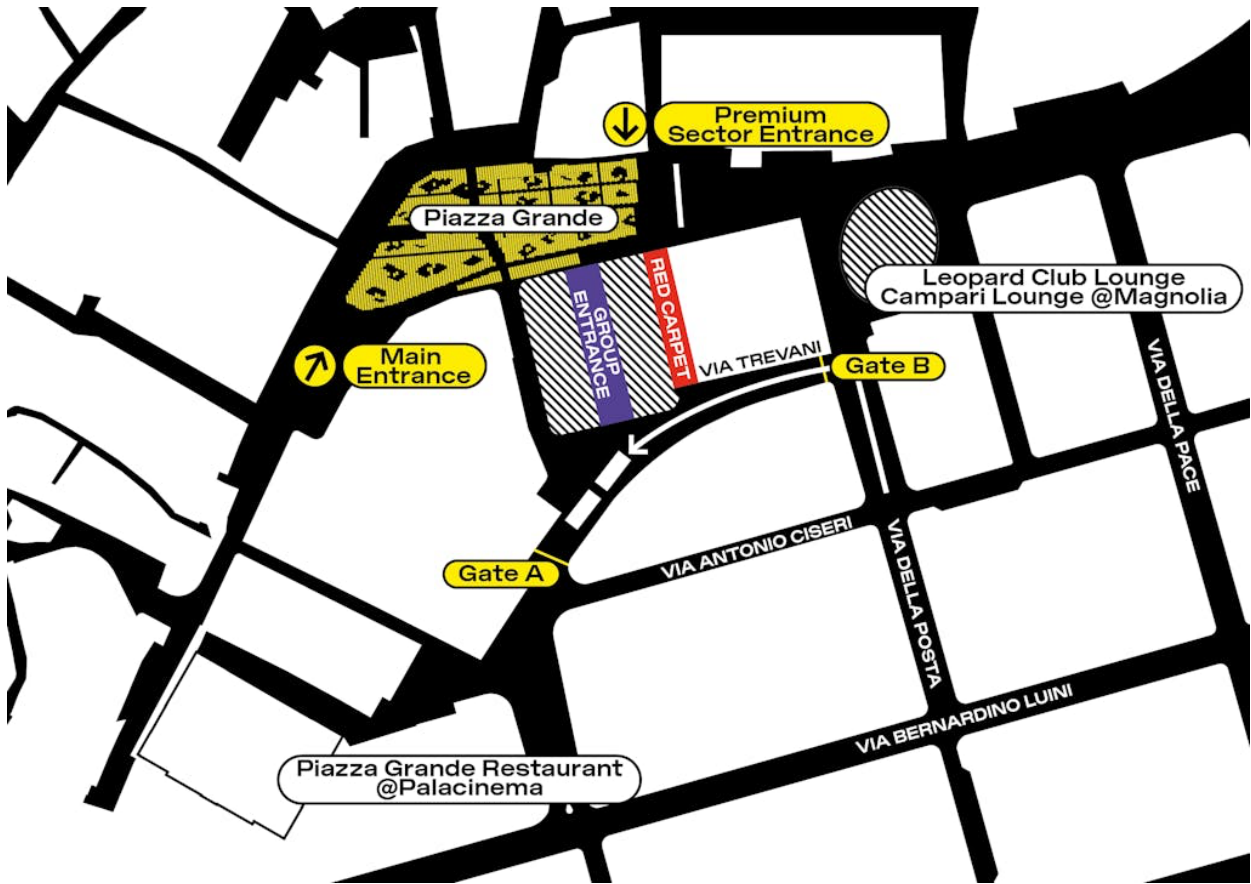 Premium
Sector Entrance
Piazza Grande
Leopard Club Lounge
Campari Lounge @Magnolia
RED CARPET
GROUP
ENTRANCE
Main
Entrance
VIA TREVANI
Gate B
VIA DELLA PACE
Gate A
VIA ANTONIO CISERI
VIA DELLA POSTA
VIA BERNARDINO LUINI
Piazza Grande Restaurant
@Palacinema